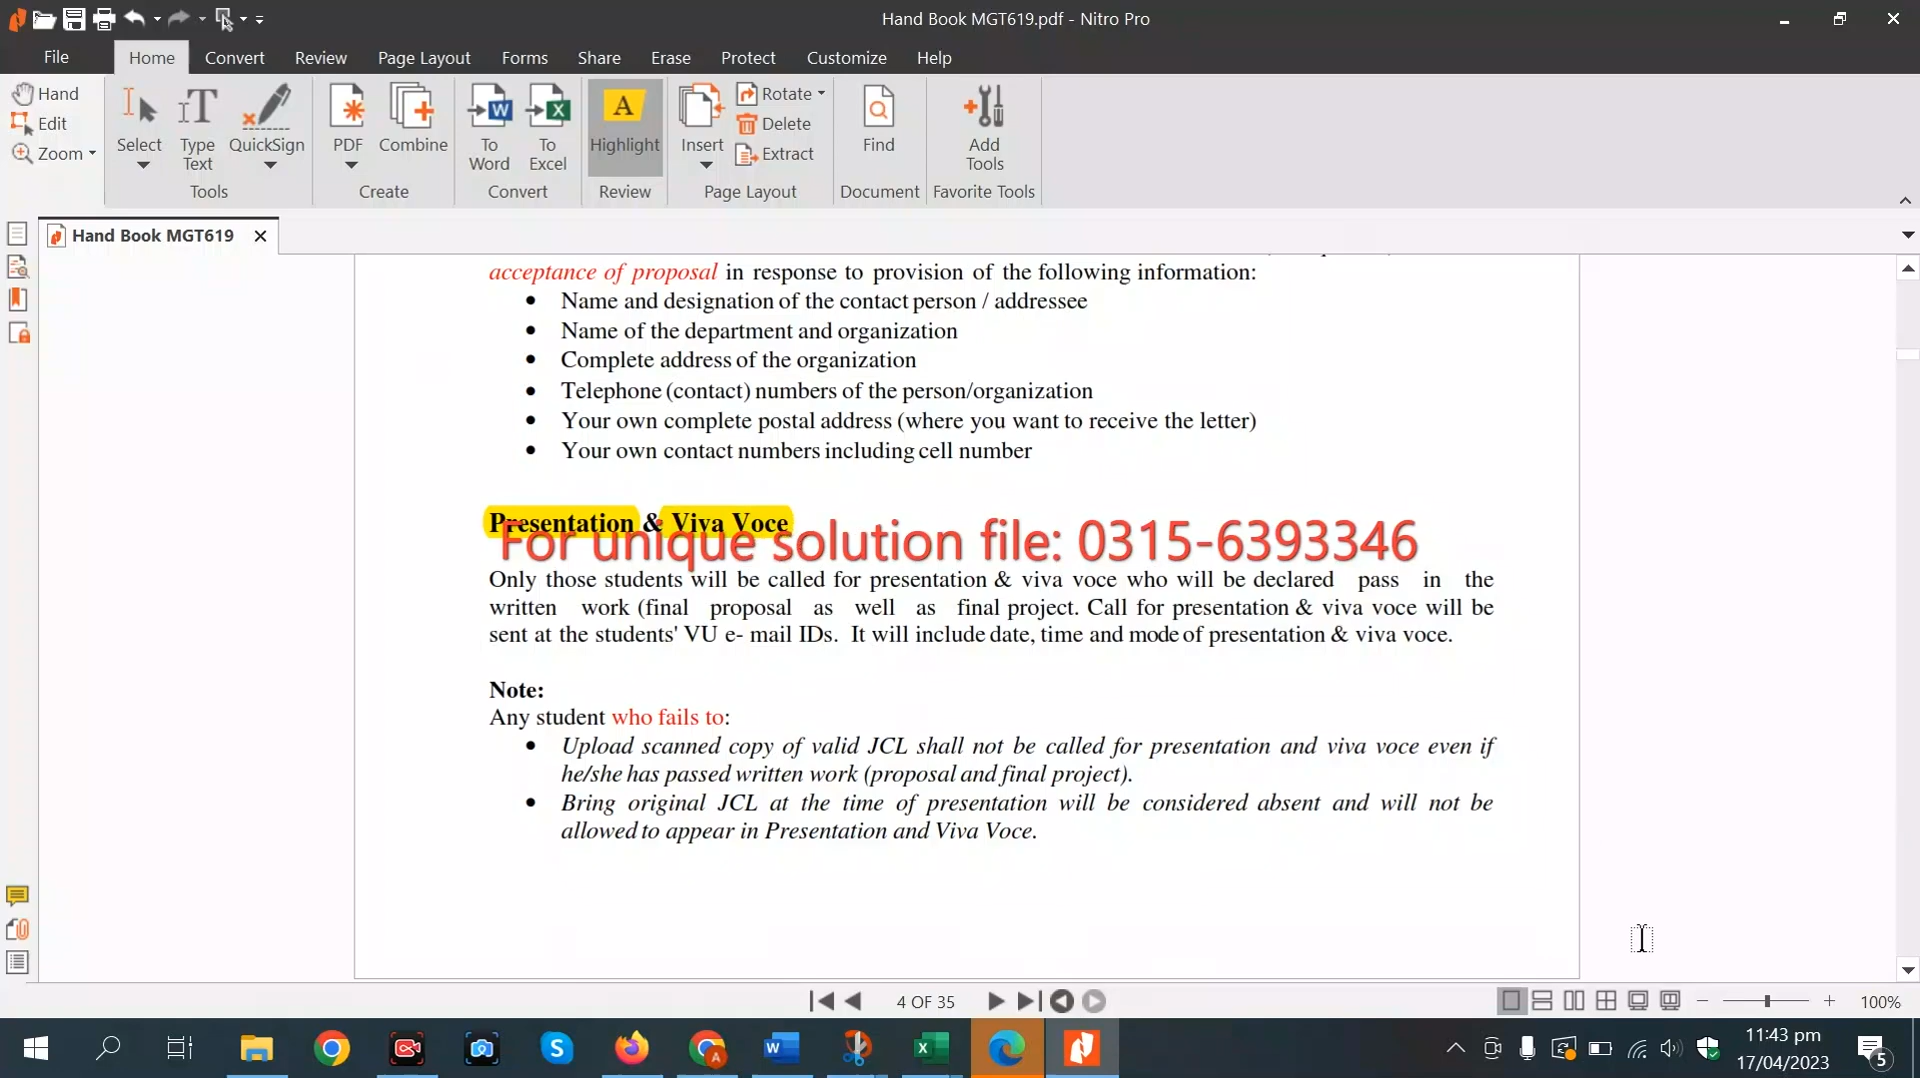 Hand Book MGT619.pdf - Nitro Pro
File Home Convert Review Page Layout Forms Share Erase Protect Customize Help
Hand
Edit
Zoom
Select
Type Text
QuickSign
Tools
PDF
Combine
Create
To Word
To Excel
Convert
Highlight
Review
Insert
Rotate
Delete
Extract
Page Layout
Find
Document
Add Tools
Favorite Tools
Hand Book MGT619
acceptance of proposal in response to provision of the following information:
• Name and designation of the contact person / addressee
• Name of the department and organization
• Complete address of the organization
• Telephone (contact) numbers of the person/organization
• Your own complete postal address (where you want to receive the letter)
• Your own contact numbers including cell number
Presentation & Viva Voce
For unique solution file: 0315-6393346
Only those students will be called for presentation & viva voce who will be declared pass in the
written work (final proposal as well as final project. Call for presentation & viva voce will be
sent at the students' VU e- mail IDs. It will include date, time and mode of presentation & viva voce.
Note:
Any student who fails to:
• Upload scanned copy of valid JCL shall not be called for presentation and viva voce even if
he/she has passed written work (proposal and final project).
• Bring original JCL at the time of presentation will be considered absent and will not be
allowed to appear in Presentation and Viva Voce.
4 OF 35
100%
11:43 pm
17/04/2023
5